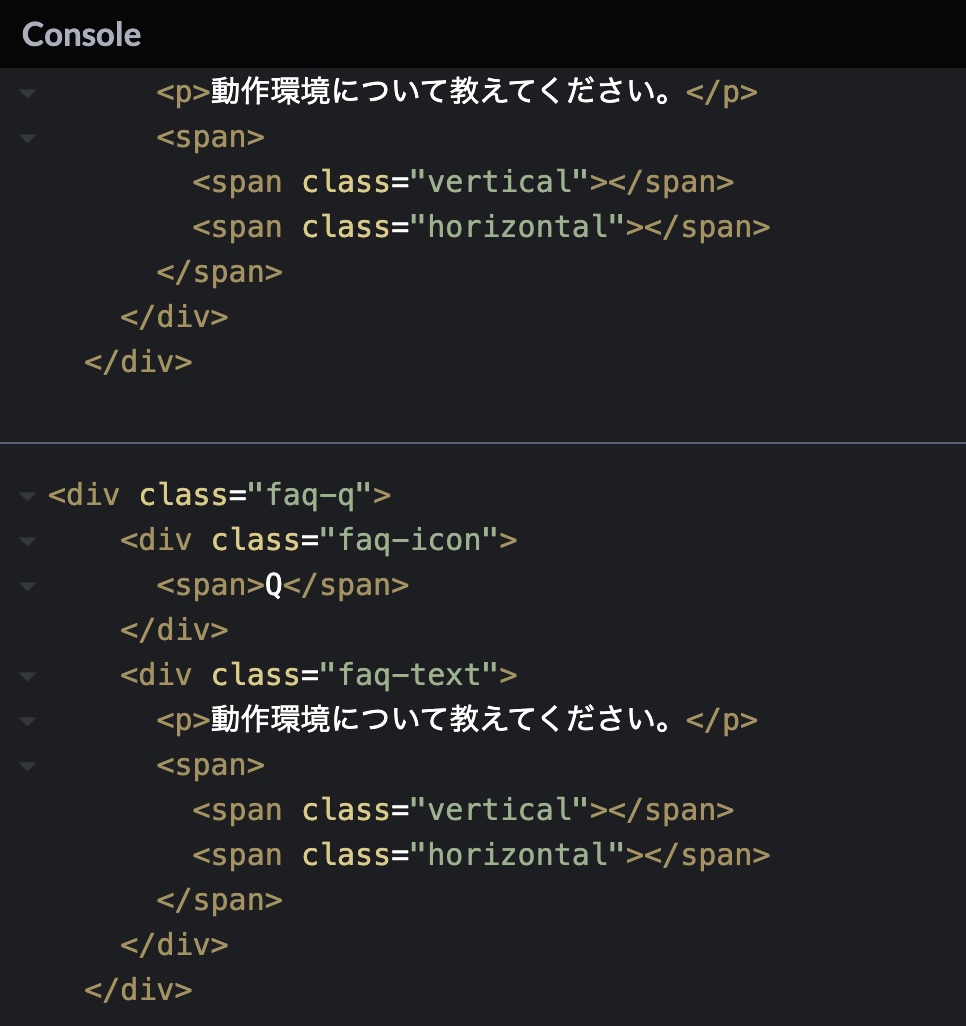 Console
<p>動作環境について教えてください。</p>
<span>
<span class="vertical"></span>
<span class="horizontal"></span>
</span>
</div>
</div>
<div class="faq-q">
<div class="faq-icon">
<span>Q</span>
</div>
<div class="faq-text">
<p>動作環境について教えてください。</p>
<span>
<span class="vertical"></span>
<span class="horizontal"></span>
</span>
</div>
</div>